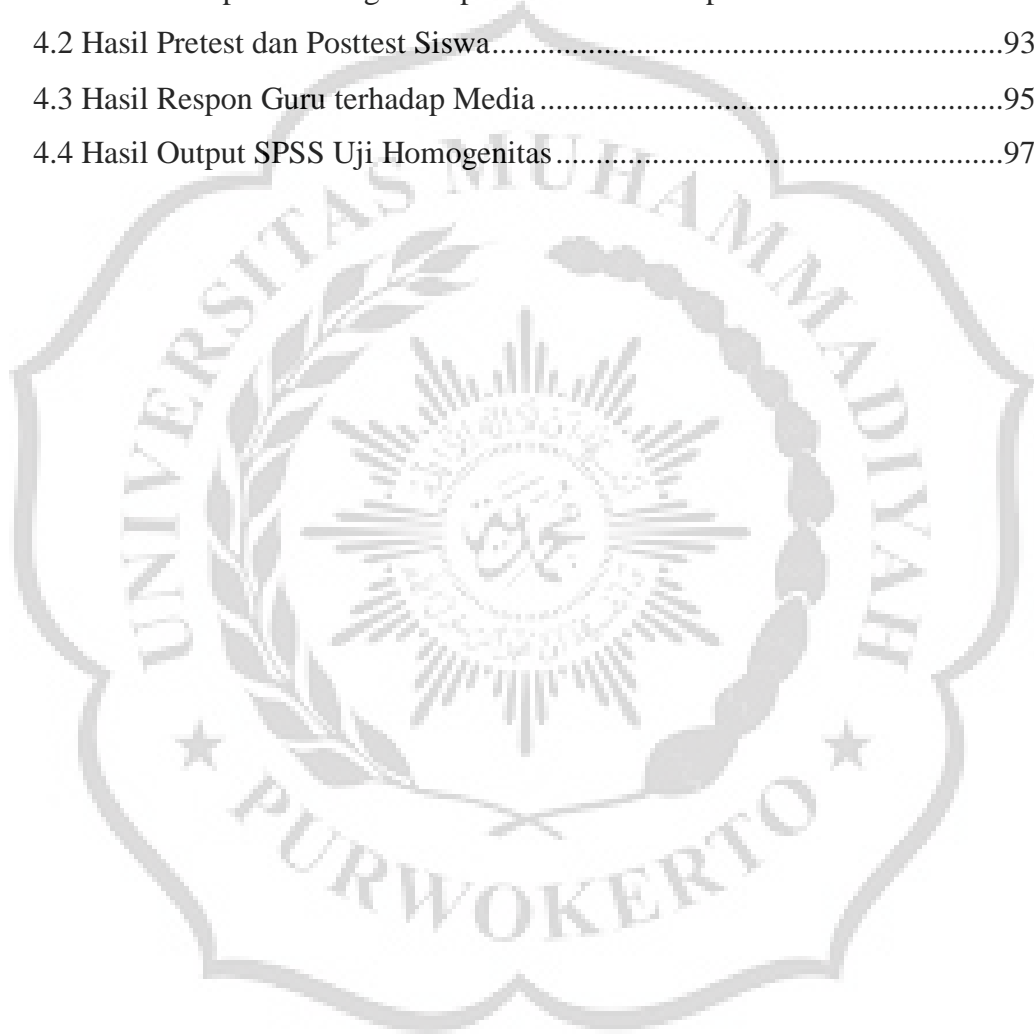 4.2 Hasil Pretest dan Posttest Siswa....................................................................93
4.3 Hasil Respon Guru terhadap Media..............................................................95
4.4 Hasil Output SPSS Uji Homogenitas............................................................97
UNIVERSITAS MUHAMMADIYAH
PURWOKERTO